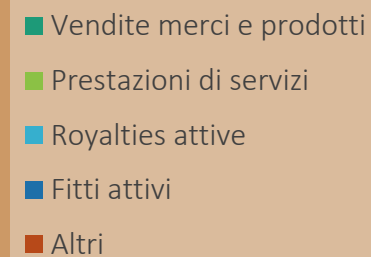 Vendite merci e prodotti
Prestazioni di servizi
Royalties attive
Fitti attivi
Altri